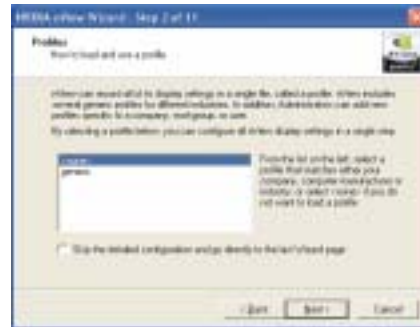 NVIDIA nView Wizard - Step 2 of 11
Profiles
How to load and use a profile
nView can record all its display settings in a single file, called a profile. nView includes
several generic profiles for different industries. In addition, Administrators can add new
profiles specific to a company, workgroup, or user.
By selecting a profile below, you can configure all nView display settings in a single step.
<none>
generic
From the list on the left, select a
profile that matches either your
company, computer manufacturer or
industry, or select <none> if you do
not want to load a profile.
Skip the detailed configuration and go directly to the last Wizard page
< Back
Next >
Cancel